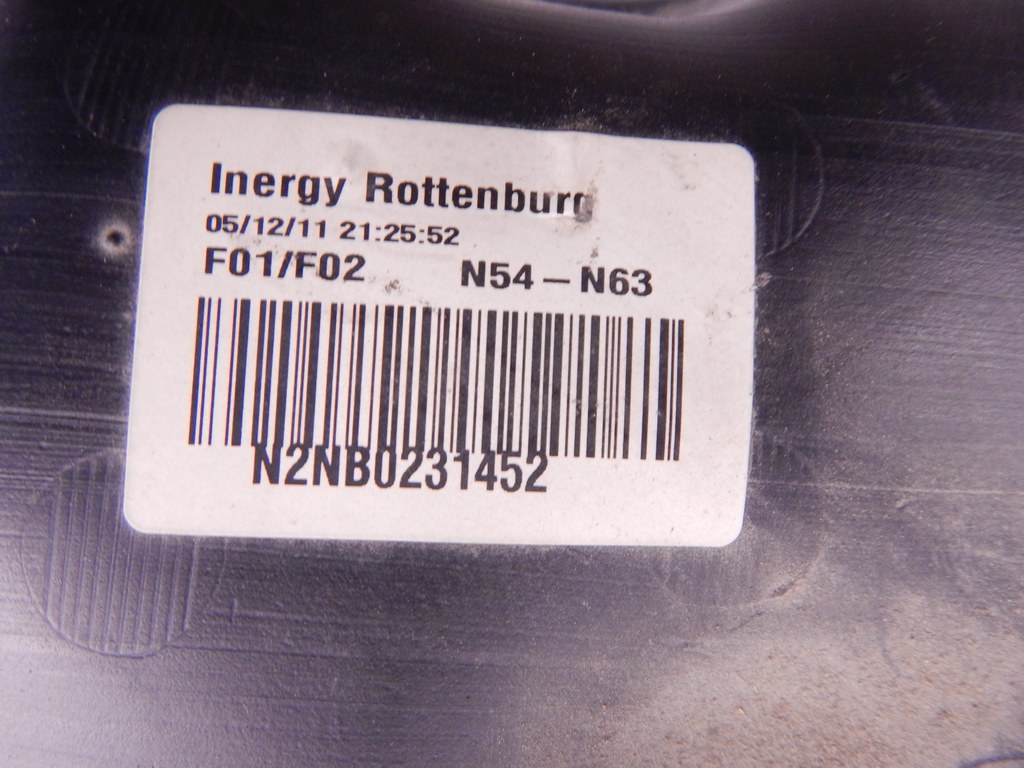 Inergy Rottenburg
05/12/11 21:25:52
F01/F02 N54 – N63
N2NB0231452